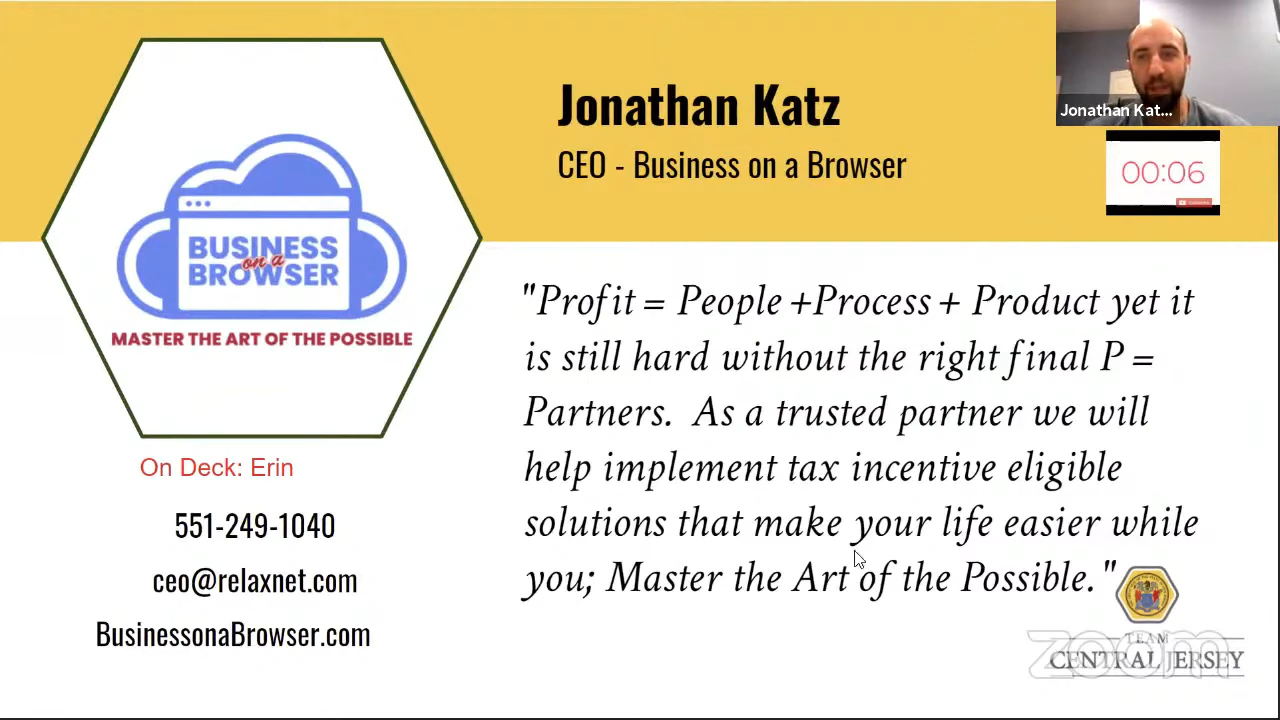 Jonathan Katz
CEO - Business on a Browser
Jonathan Kat...
00:06
BUSINESS
on a
BROWSER
MASTER THE ART OF THE POSSIBLE
On Deck: Erin
551-249-1040
ceo@relaxnet.com
BusinessonaBrowser.com
"Profit = People +Process + Product yet it
is still hard without the right final P =
Partners. As a trusted partner we will
help implement tax incentive eligible
solutions that make your life easier while
you; Master the Art of the Possible."
TEAM
CENTRAL JERSEY
zoom